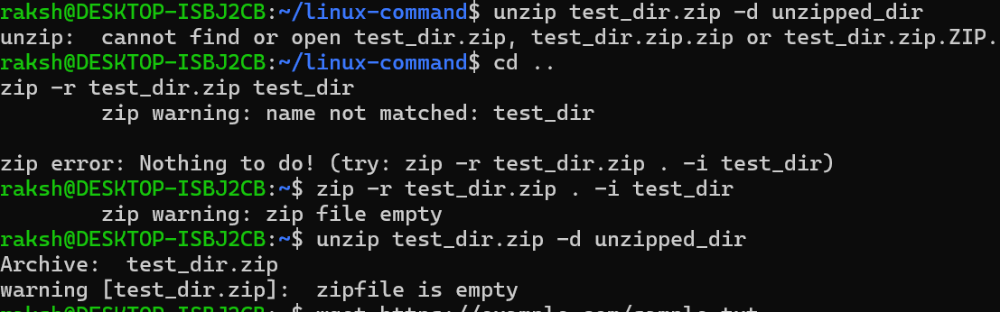 raksh@DESKTOP-ISBJ2CB:~/linux-command$ unzip test_dir.zip -d unzipped_dir
unzip:  cannot find or open test_dir.zip, test_dir.zip.zip or test_dir.zip.ZIP.
raksh@DESKTOP-ISBJ2CB:~/linux-command$ cd ..
zip -r test_dir.zip test_dir
        zip warning: name not matched: test_dir

zip error: Nothing to do! (try: zip -r test_dir.zip . -i test_dir)
raksh@DESKTOP-ISBJ2CB:~$ zip -r test_dir.zip . -i test_dir
        zip warning: zip file empty
raksh@DESKTOP-ISBJ2CB:~$ unzip test_dir.zip -d unzipped_dir
Archive:  test_dir.zip
warning [test_dir.zip]:  zipfile is empty